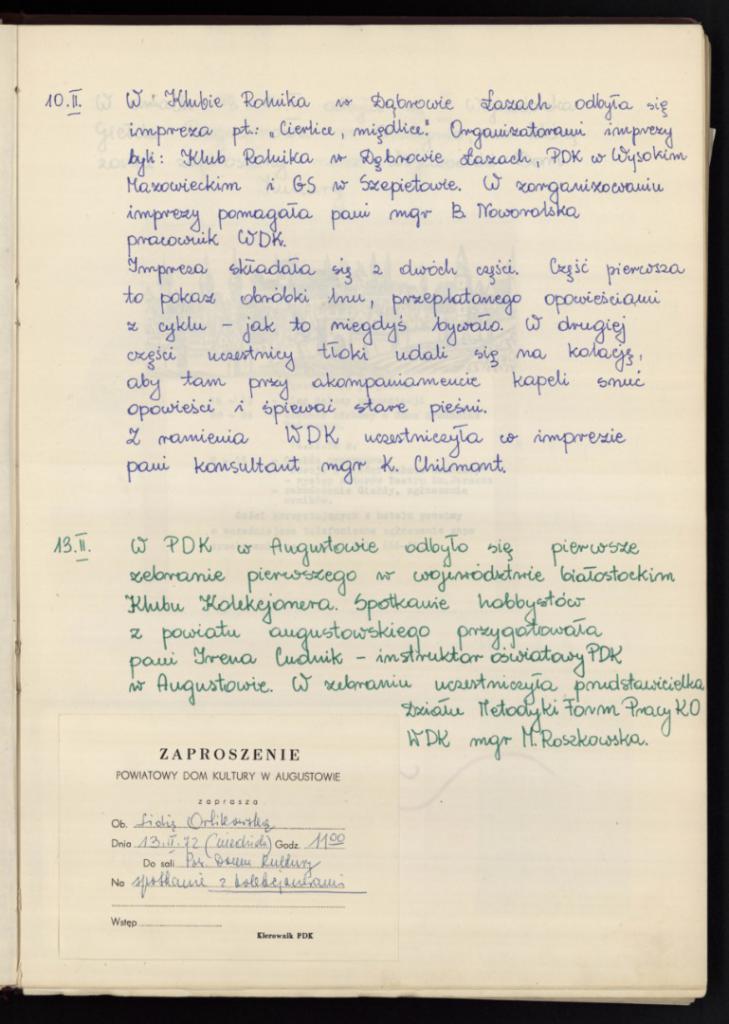 10.II. W Klubie Rolnika w Dąbrowie Łazach odbyła się
impreza pt.: "Cierlice, międlice". Organizatorami imprezy
byli: Klub Rolnika w Dąbrowie Łazach, PDK w Wysokim
Mazowieckim i GS w Szepietowie. W zorganizowaniu
imprezy pomagała pani mgr B. Noworolska
pracownik WDK.
Impreza składała się z dwóch części. Część pierwsza
to pokaz obróbki lnu, przeplatanego opowieściami
z cyklu - jak to niegdyś bywało. W drugiej
części uczestnicy tłoki udali się na kolację,
aby tam przy akompaniamencie kapeli snuć
opowieści i śpiewać stare pieśni.
Z ramienia WDK uczestniczyła w imprezie
pani konsultant mgr K. Chilmont.
13.II. W PDK w Augustowie odbyło się pierwsze
zebranie pierwszego w województwie białostockim
Klubu Kolekcjonera. Spotkanie hobbystów
z powiatu augustowskiego przygotowała
pani Irena Cudnik - instruktor oświatowy PDK
w Augustowie. W zebraniu uczestniczyła przedstawicielka
Działu Metodyki Form Pracy KO
WDK mgr M. Roszkowska.
ZAPROSZENIE
POWIATOWY DOM KULTURY W AUGUSTOWIE
zaprasza
Ob. Lidię Orlikowską
Dnia 13.II.72 (niedziela) Godz. 11 00
Do sali Pow. Domu Kultury
Na spotkanie z kolekcjonerami
Wstęp
Kierownik PDK